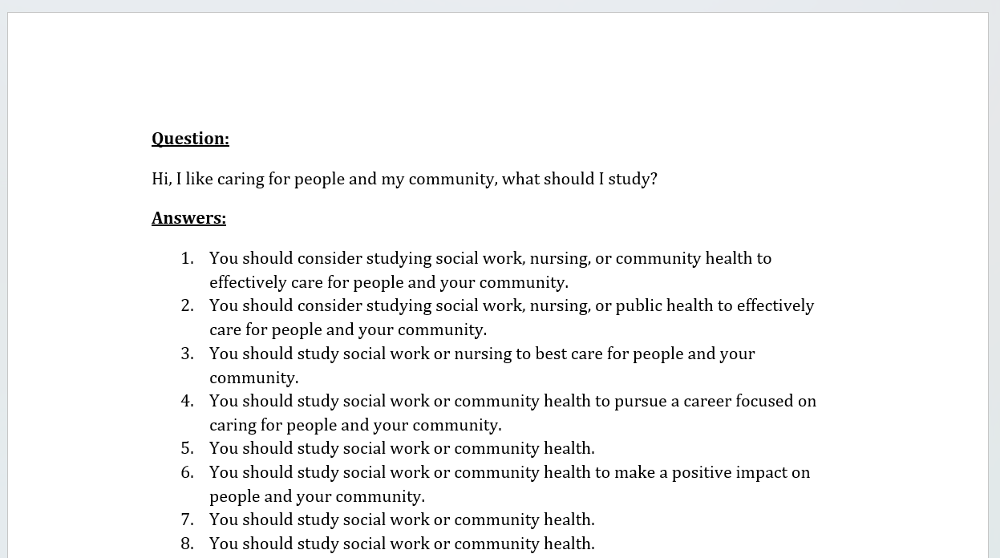 Question:
Hi, I like caring for people and my community, what should I study?
Answers:
1. You should consider studying social work, nursing, or community health to
effectively care for people and your community.
2. You should consider studying social work, nursing, or public health to effectively
care for people and your community.
3. You should study social work or nursing to best care for people and your
community.
4. You should study social work or community health to pursue a career focused on
caring for people and your community.
5. You should study social work or community health.
6. You should study social work or community health to make a positive impact on
people and your community.
7. You should study social work or community health.
8. You should study social work or community health.